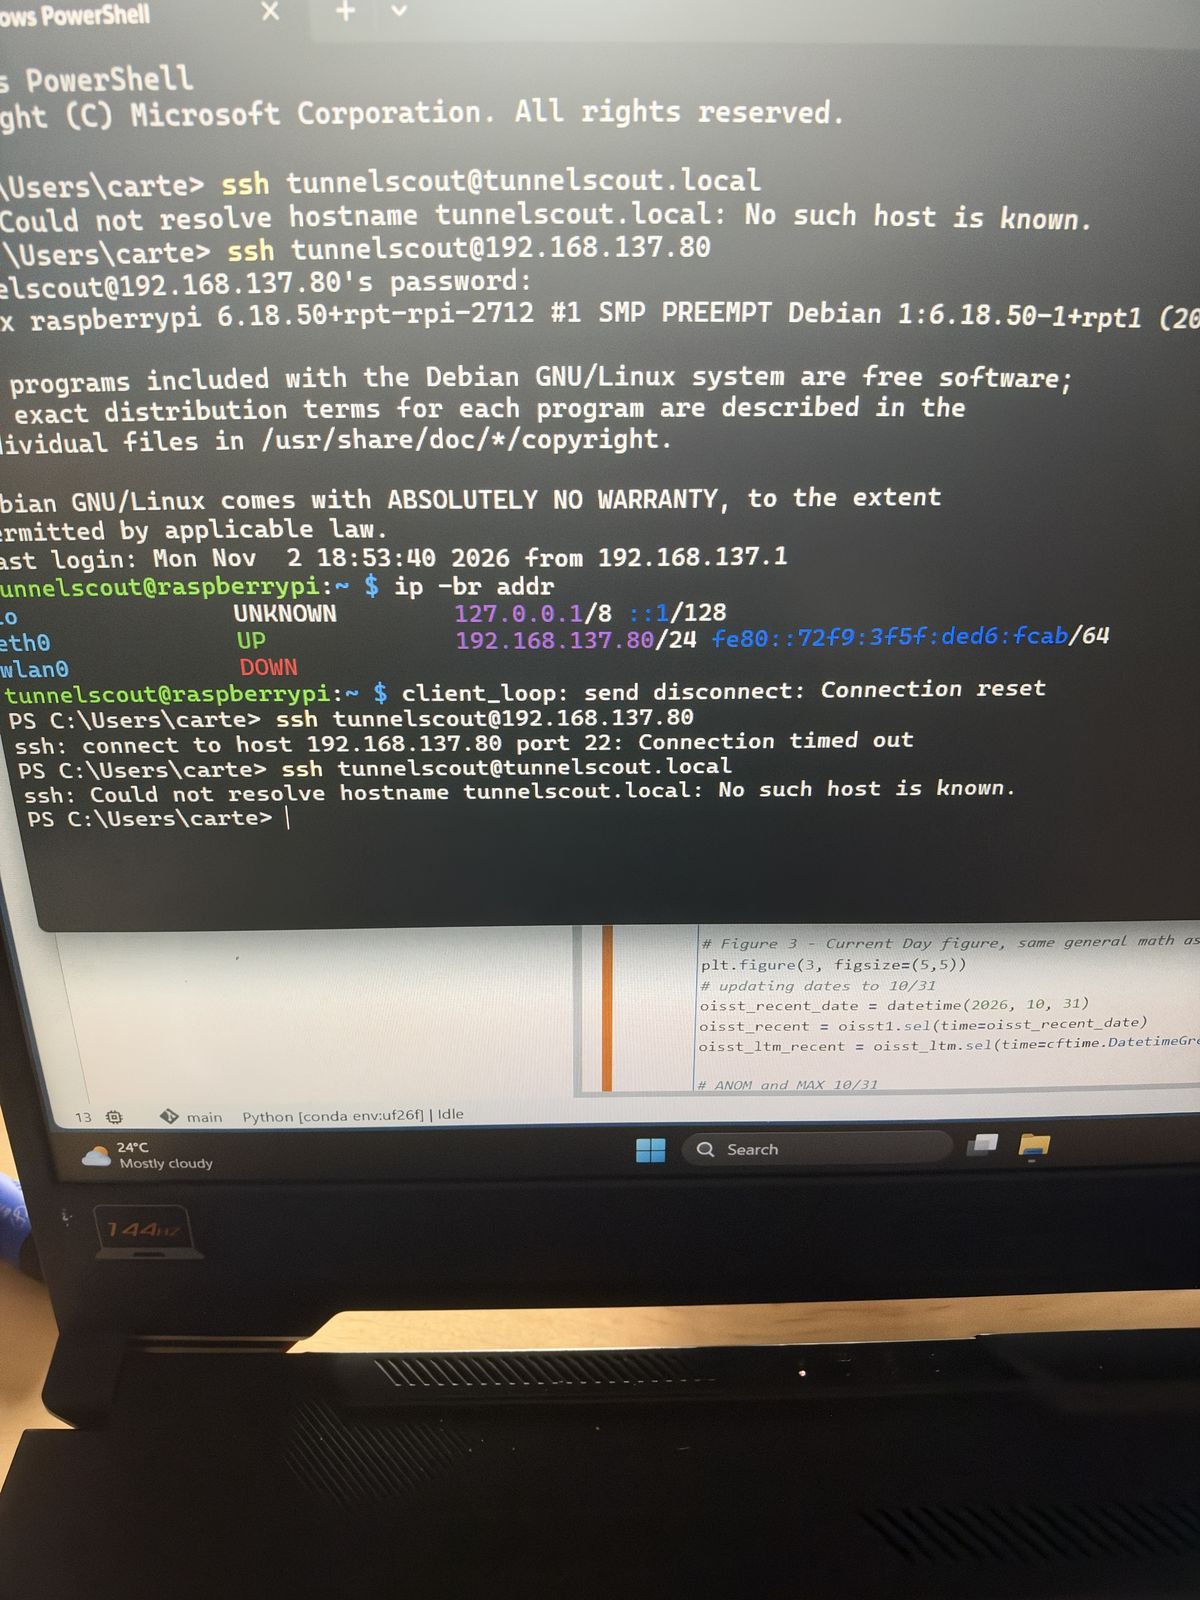 ows PowerShell
s PowerShell
ght (C) Microsoft Corporation. All rights reserved.
\Users\carte> ssh tunnelscout@tunnelscout.local
Could not resolve hostname tunnelscout.local: No such host is known.
\Users\carte> ssh tunnelscout@192.168.137.80
elscout@192.168.137.80's password:
x raspberrypi 6.18.50+rpt-rpi-2712 #1 SMP PREEMPT Debian 1:6.18.50-1+rpt1 (20
programs included with the Debian GNU/Linux system are free software;
exact distribution terms for each program are described in the
dividual files in /usr/share/doc/*/copyright.
bian GNU/Linux comes with ABSOLUTELY NO WARRANTY, to the extent
ermitted by applicable law.
ast login: Mon Nov  2 18:53:40 2026 from 192.168.137.1
unnelscout@raspberrypi:~ $ ip -br addr
lo UNKNOWN 127.0.0.1/8 ::1/128
eth0 UP 192.168.137.80/24 fe80::72f9:3f5f:ded6:fcab/64
wlan0 DOWN
tunnelscout@raspberrypi:~ $ client_loop: send disconnect: Connection reset
PS C:\Users\carte> ssh tunnelscout@192.168.137.80
ssh: connect to host 192.168.137.80 port 22: Connection timed out
PS C:\Users\carte> ssh tunnelscout@tunnelscout.local
ssh: Could not resolve hostname tunnelscout.local: No such host is known.
PS C:\Users\carte>
# Figure 3 - Current Day figure, same general math as
plt.figure(3, figsize=(5,5))
# updating dates to 10/31
oisst_recent_date = datetime(2026, 10, 31)
oisst_recent = oisst1.sel(time=oisst_recent_date)
oisst_ltm_recent = oisst_ltm.sel(time=cftime.DatetimeGre
# ANOM and MAX 10/31
13 main Python [conda env:uf26f] | Idle
24°C
Mostly cloudy
Search
144Hz